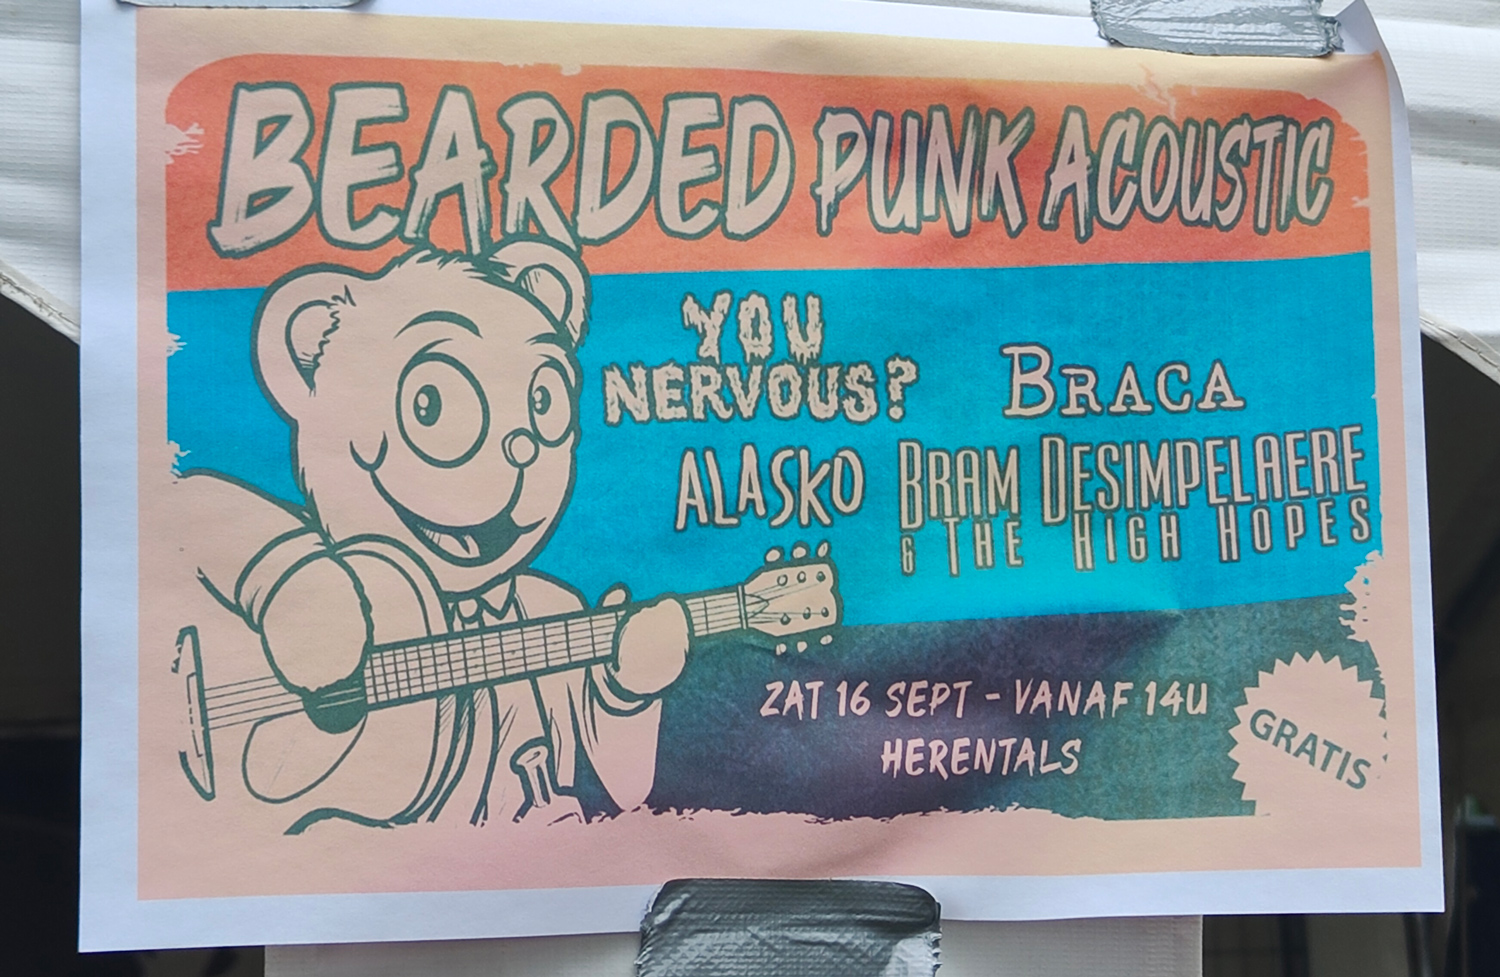 BEARDED PUNK ACOUSTIC
YOU
NERVOUS?
BRACA
ALASKO
BRAM DESIMPELAERE
& THE HIGH HOPES
ZAT 16 SEPT - VANAF 14U
HERENTALS
GRATIS